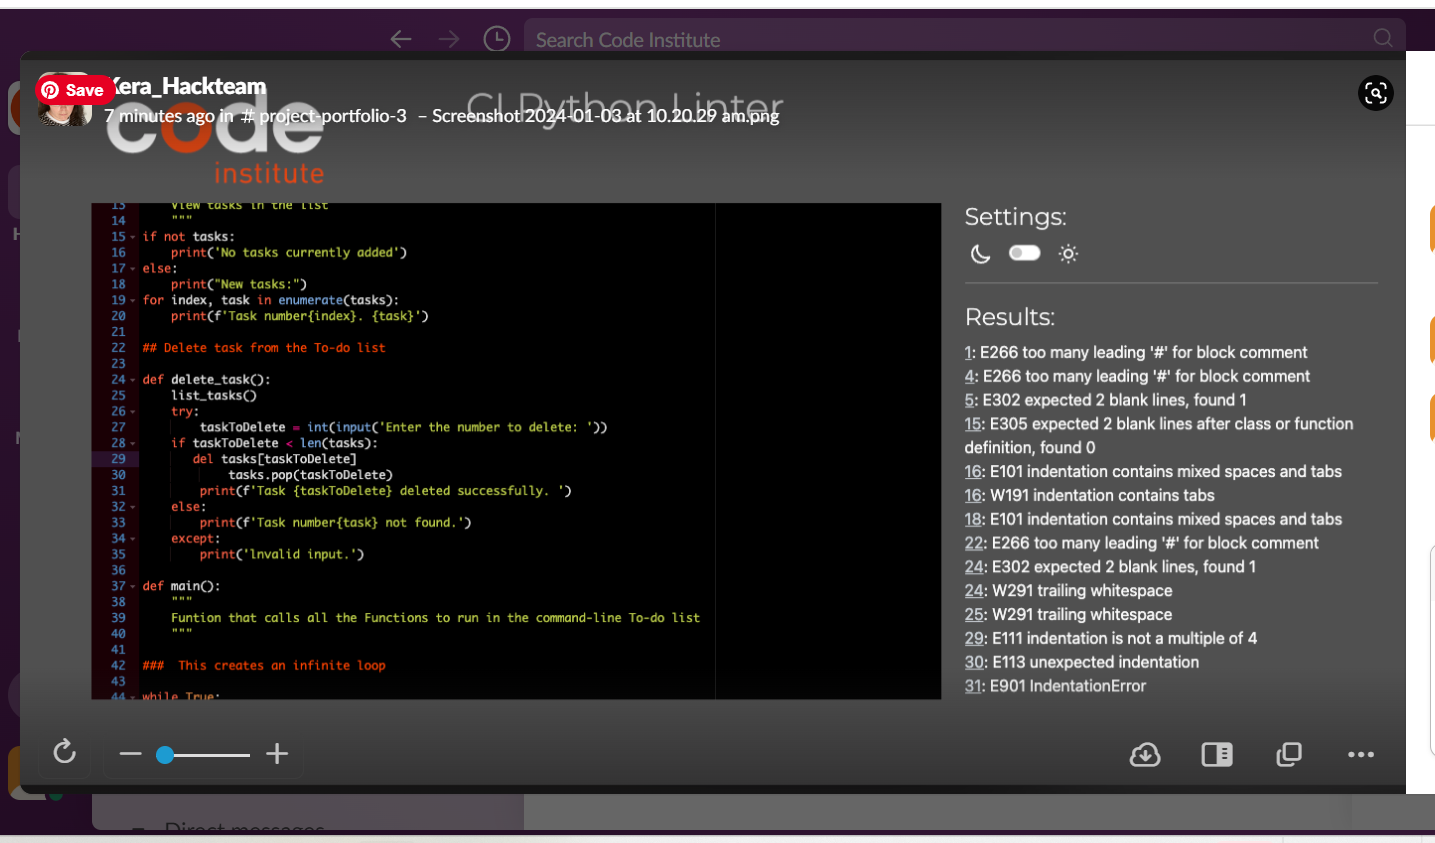 Search Code Institute
Save
Kera_Hackteam
7 minutes ago in # project-portfolio-3 – Screenshot 2024-01-03 at 10.20.29 am.png
code
institute
CI Python Linter
13 View tasks in the list
14 """
15 if not tasks:
16 print('No tasks currently added')
17 else:
18 print("New tasks:")
19 for index, task in enumerate(tasks):
20 print(f'Task number{index}. {task}')
21
22 ## Delete task from the To-do list
23
24 def delete_task():
25 list_tasks()
26 try:
27 taskToDelete = int(input('Enter the number to delete: '))
28 if taskToDelete < len(tasks):
29 del tasks[taskToDelete]
30 tasks.pop(taskToDelete)
31 print(f'Task {taskToDelete} deleted successfully. ')
32 else:
33 print(f'Task number{task} not found.')
34 except:
35 print('lnvalid input.')
36
37 def main():
38 """
39 Funtion that calls all the Functions to run in the command-line To-do list
40 """
41
42 ### This creates an infinite loop
43
44 while True:
Settings:
Results:
1: E266 too many leading '#' for block comment
4: E266 too many leading '#' for block comment
5: E302 expected 2 blank lines, found 1
15: E305 expected 2 blank lines after class or function
definition, found 0
16: E101 indentation contains mixed spaces and tabs
16: W191 indentation contains tabs
18: E101 indentation contains mixed spaces and tabs
22: E266 too many leading '#' for block comment
24: E302 expected 2 blank lines, found 1
24: W291 trailing whitespace
25: W291 trailing whitespace
29: E111 indentation is not a multiple of 4
30: E113 unexpected indentation
31: E901 IndentationError
Direct messages